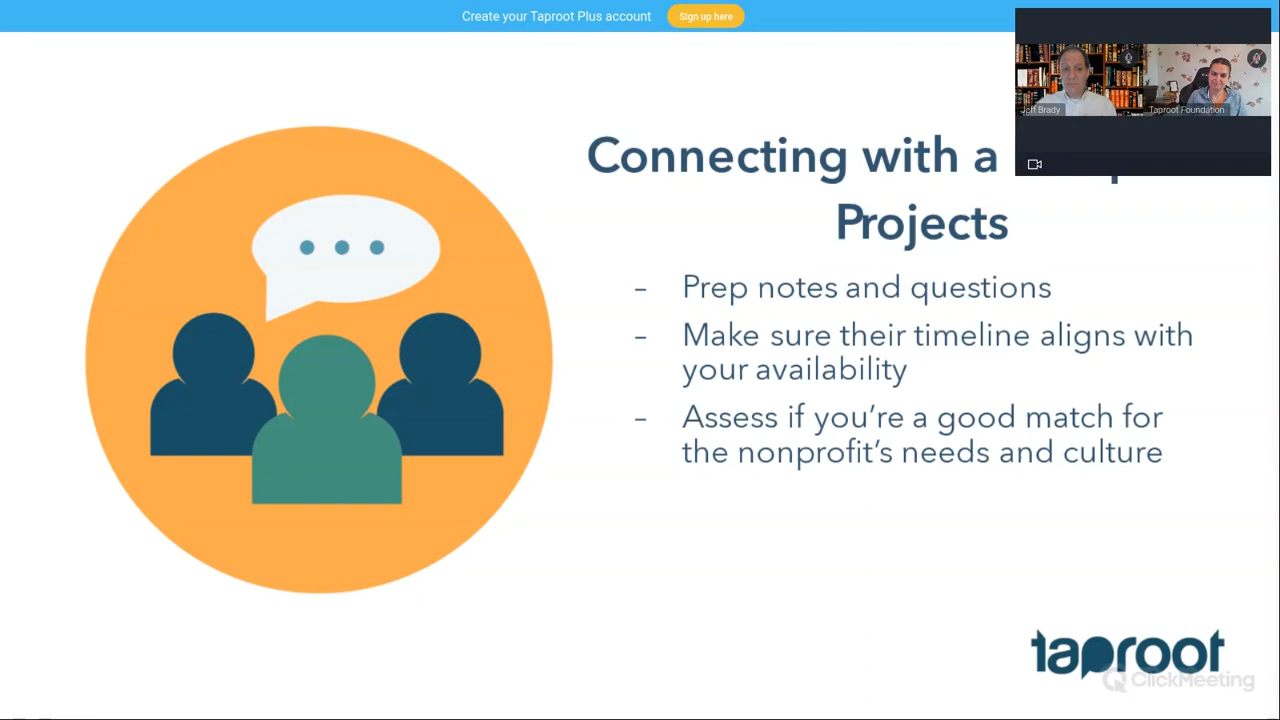 Create your Taproot Plus account
Sign up here
Jeff Brady
Taproot Foundation
Connecting with a
Projects
– Prep notes and questions
– Make sure their timeline aligns with
your availability
– Assess if you're a good match for
the nonprofit's needs and culture
taproot
ClickMeeting